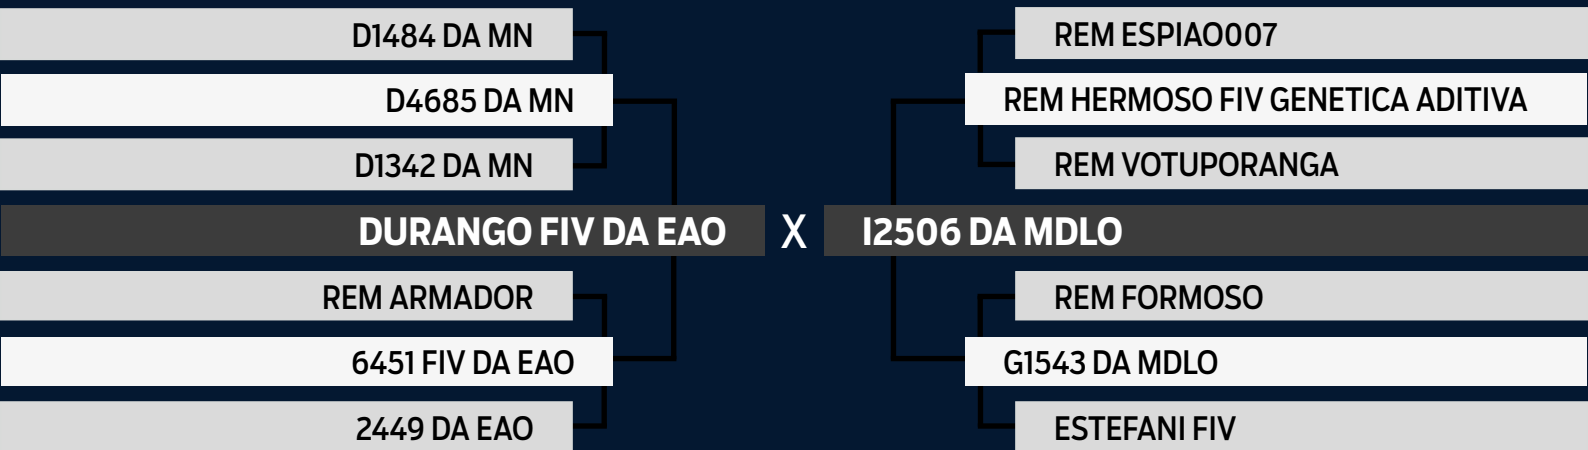 D1484 DA MN
D4685 DA MN
D1342 DA MN
DURANGO FIV DA EAO
REM ARMADOR
6451 FIV DA EAO
2449 DA EAO
X
REM ESPIAO007
REM HERMOSO FIV GENETICA ADITIVA
REM VOTUPORANGA
I2506 DA MDLO
REM FORMOSO
G1543 DA MDLO
ESTEFANI FIV